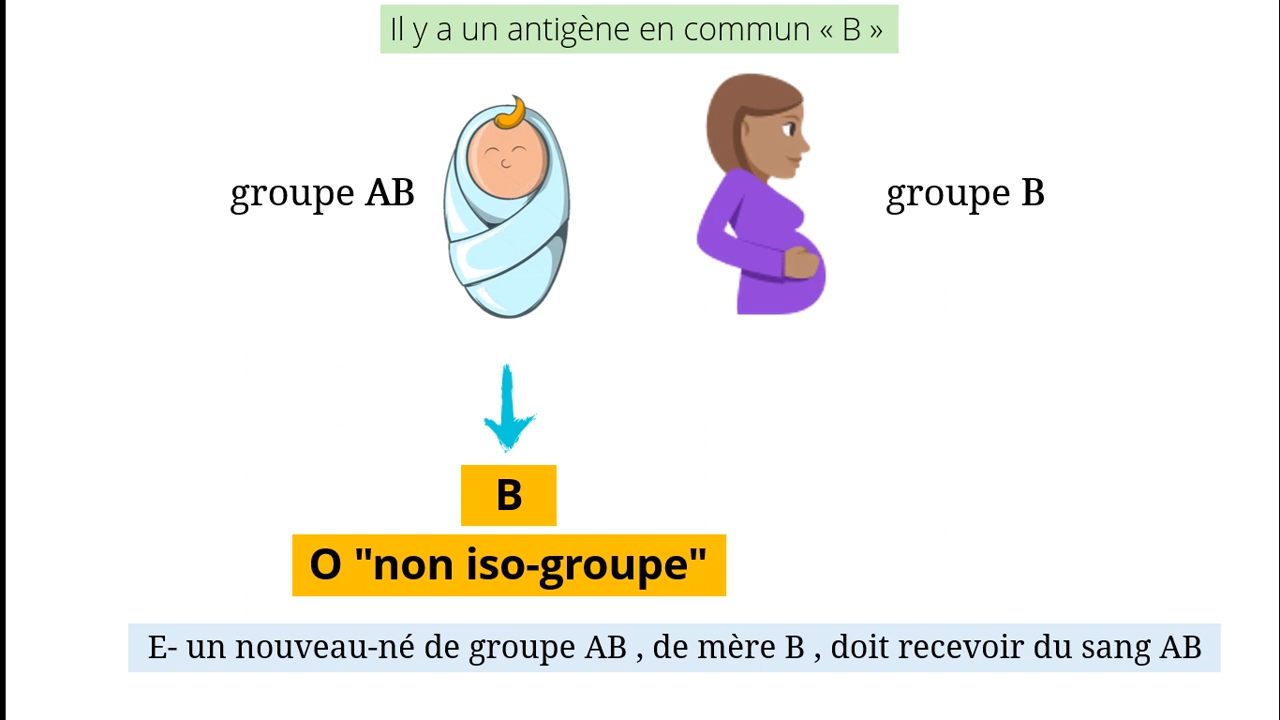 Il y a un antigène en commun « B »
groupe AB
groupe B
B
O "non iso-groupe"
E- un nouveau-né de groupe AB , de mère B , doit recevoir du sang AB